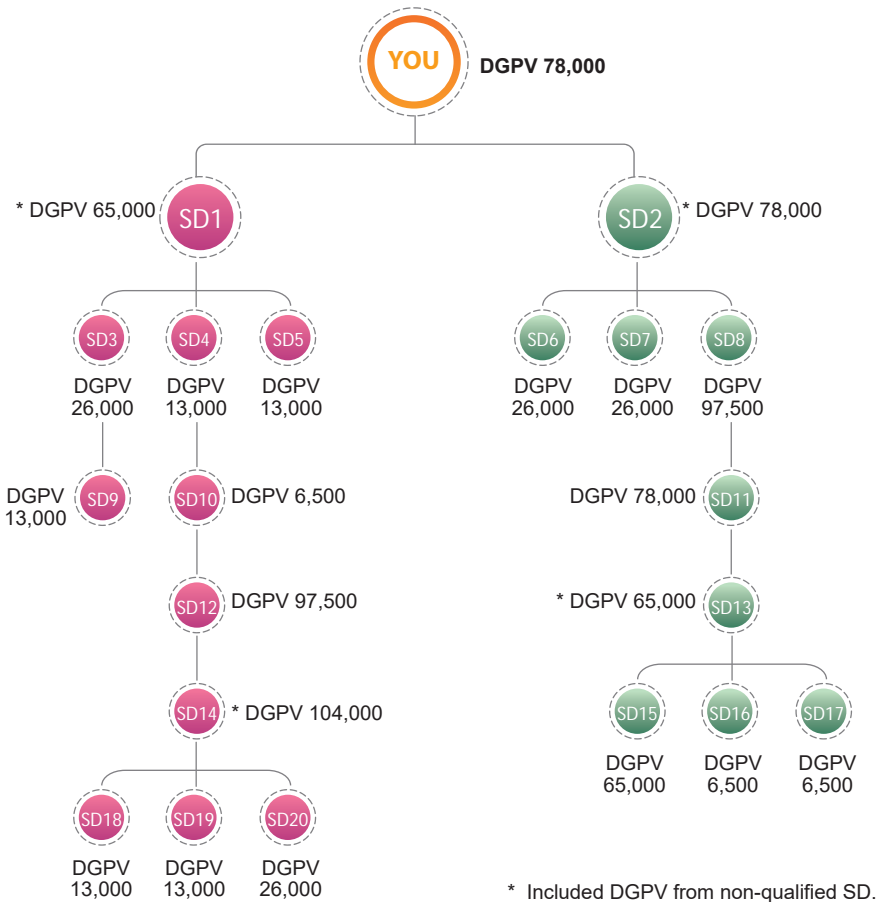 YOU
DGPV 78,000
* DGPV 65,000
SD1
SD2
* DGPV 78,000
SD3
SD4
SD5
SD6
SD7
SD8
DGPV
26,000
DGPV
13,000
DGPV
13,000
DGPV
26,000
DGPV
26,000
DGPV
97,500
DGPV
13,000
SD9
SD10
DGPV 6,500
DGPV 78,000
SD11
SD12
DGPV 97,500
* DGPV 65,000
SD13
SD14
* DGPV 104,000
SD15
SD16
SD17
DGPV
65,000
DGPV
6,500
DGPV
6,500
SD18
SD19
SD20
DGPV
13,000
DGPV
13,000
DGPV
26,000
* Included DGPV from non-qualified SD.